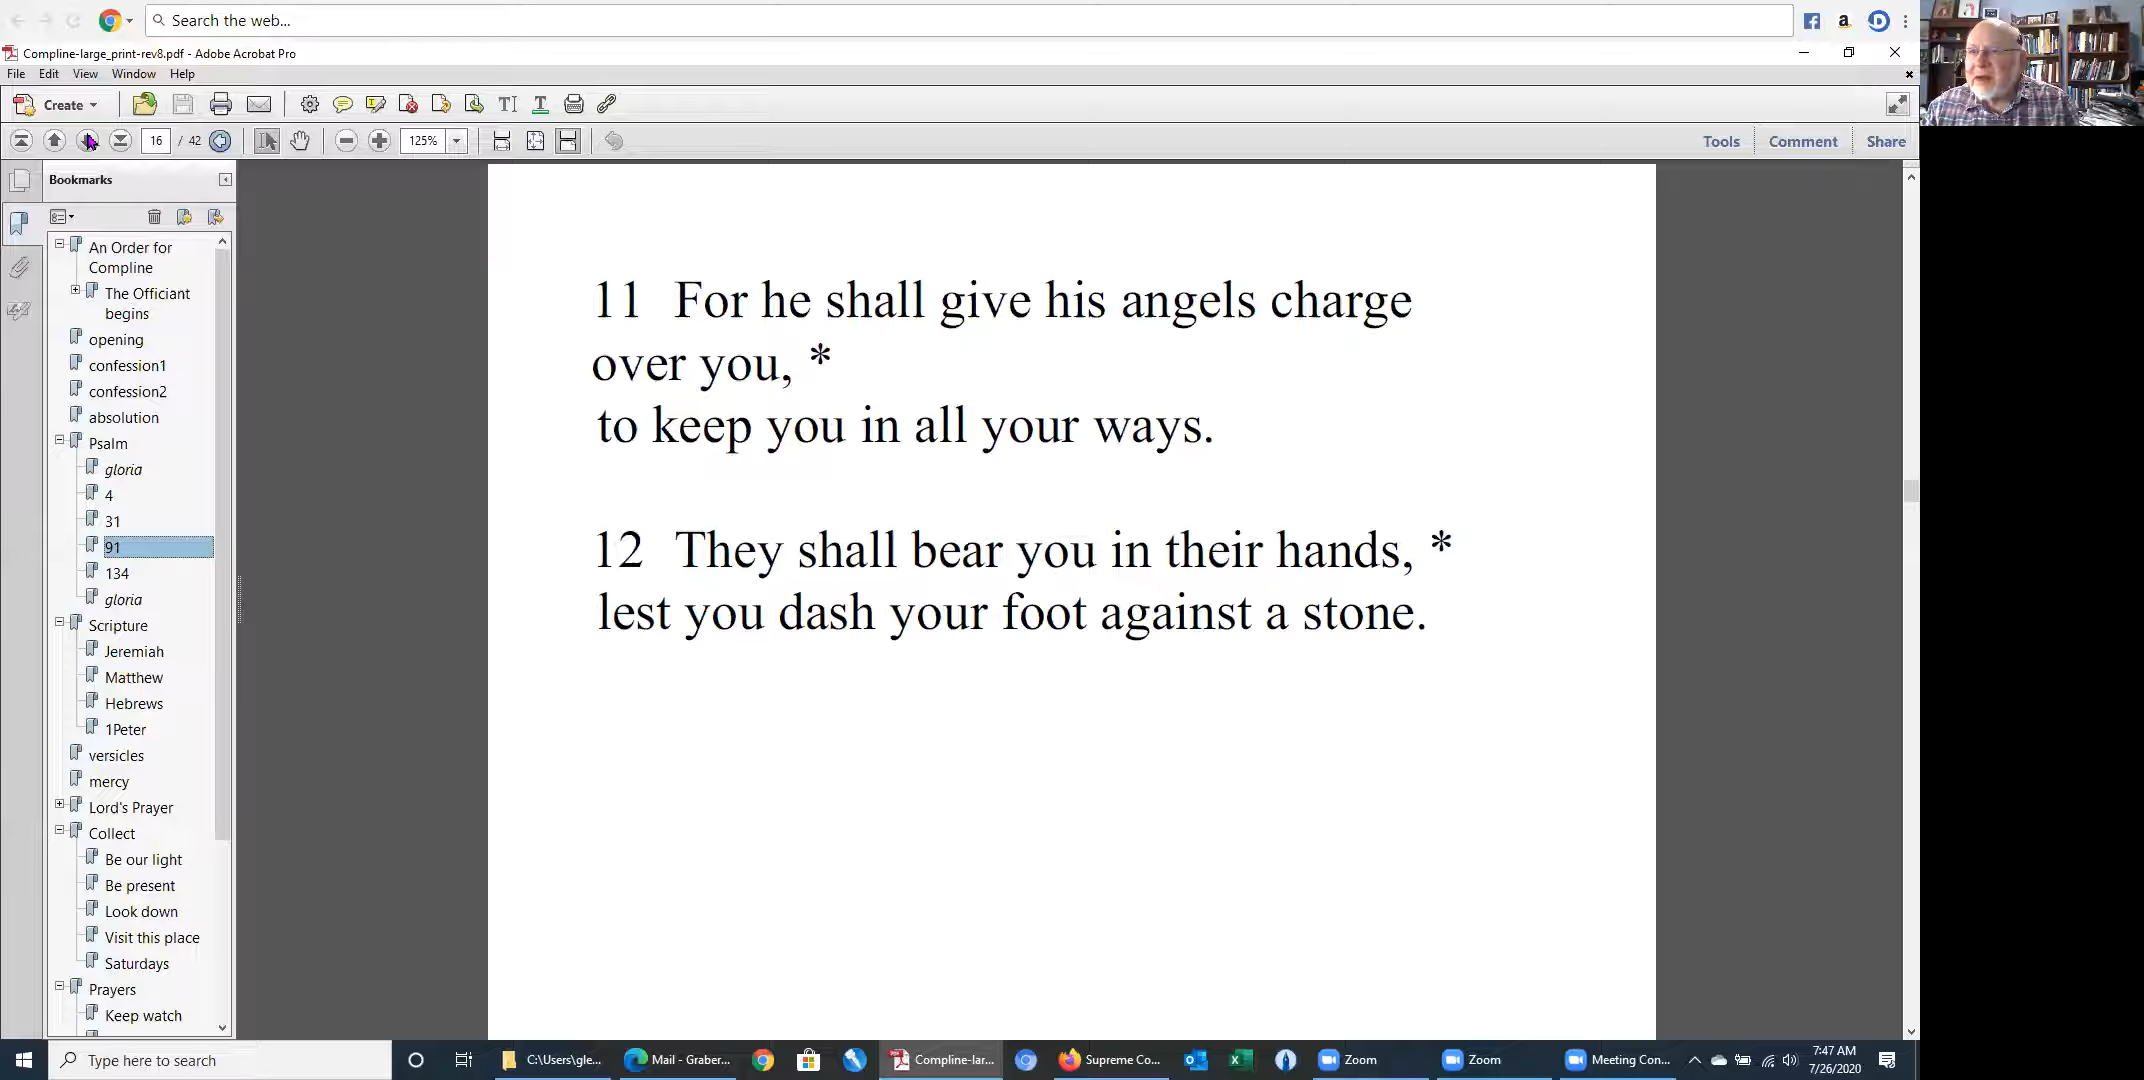 Search the web...
Compline-large_print-rev8.pdf - Adobe Acrobat Pro
File Edit View Window Help
Create
16 / 42 125% Tools Comment Share
Bookmarks
An Order for
Compline
The Officiant
begins
opening
confession1
confession2
absolution
Psalm
gloria
4
31
91
134
gloria
Scripture
Jeremiah
Matthew
Hebrews
1Peter
versicles
mercy
Lord's Prayer
Collect
Be our light
Be present
Look down
Visit this place
Saturdays
Prayers
Keep watch
11 For he shall give his angels charge
over you, *
to keep you in all your ways.
12 They shall bear you in their hands, *
lest you dash your foot against a stone.
Type here to search
C:\Users\gle...
Mail - Graber...
Compline-lar...
Supreme Co...
Zoom
Zoom
Meeting Con...
7:47 AM
7/26/2020